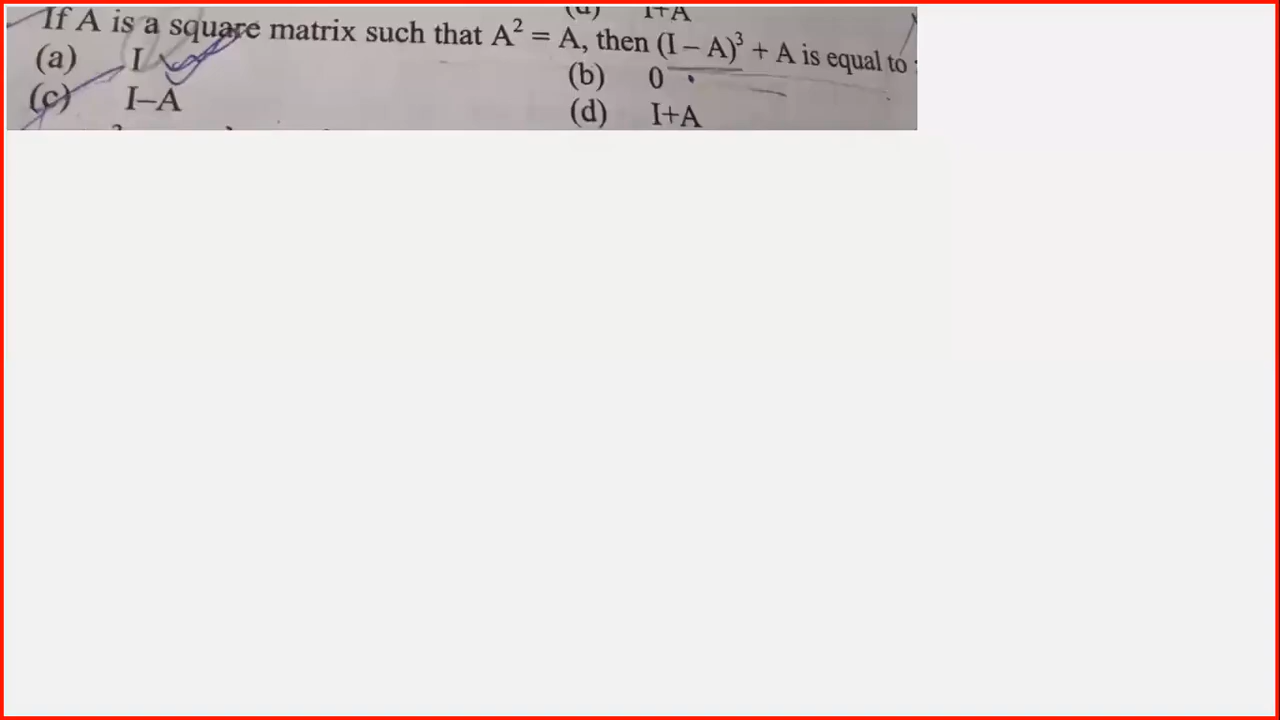 (d) I+A
If A is a square matrix such that A² = A, then (I – A)³ + A is equal to :
(a) I (b) 0
(c) I–A (d) I+A